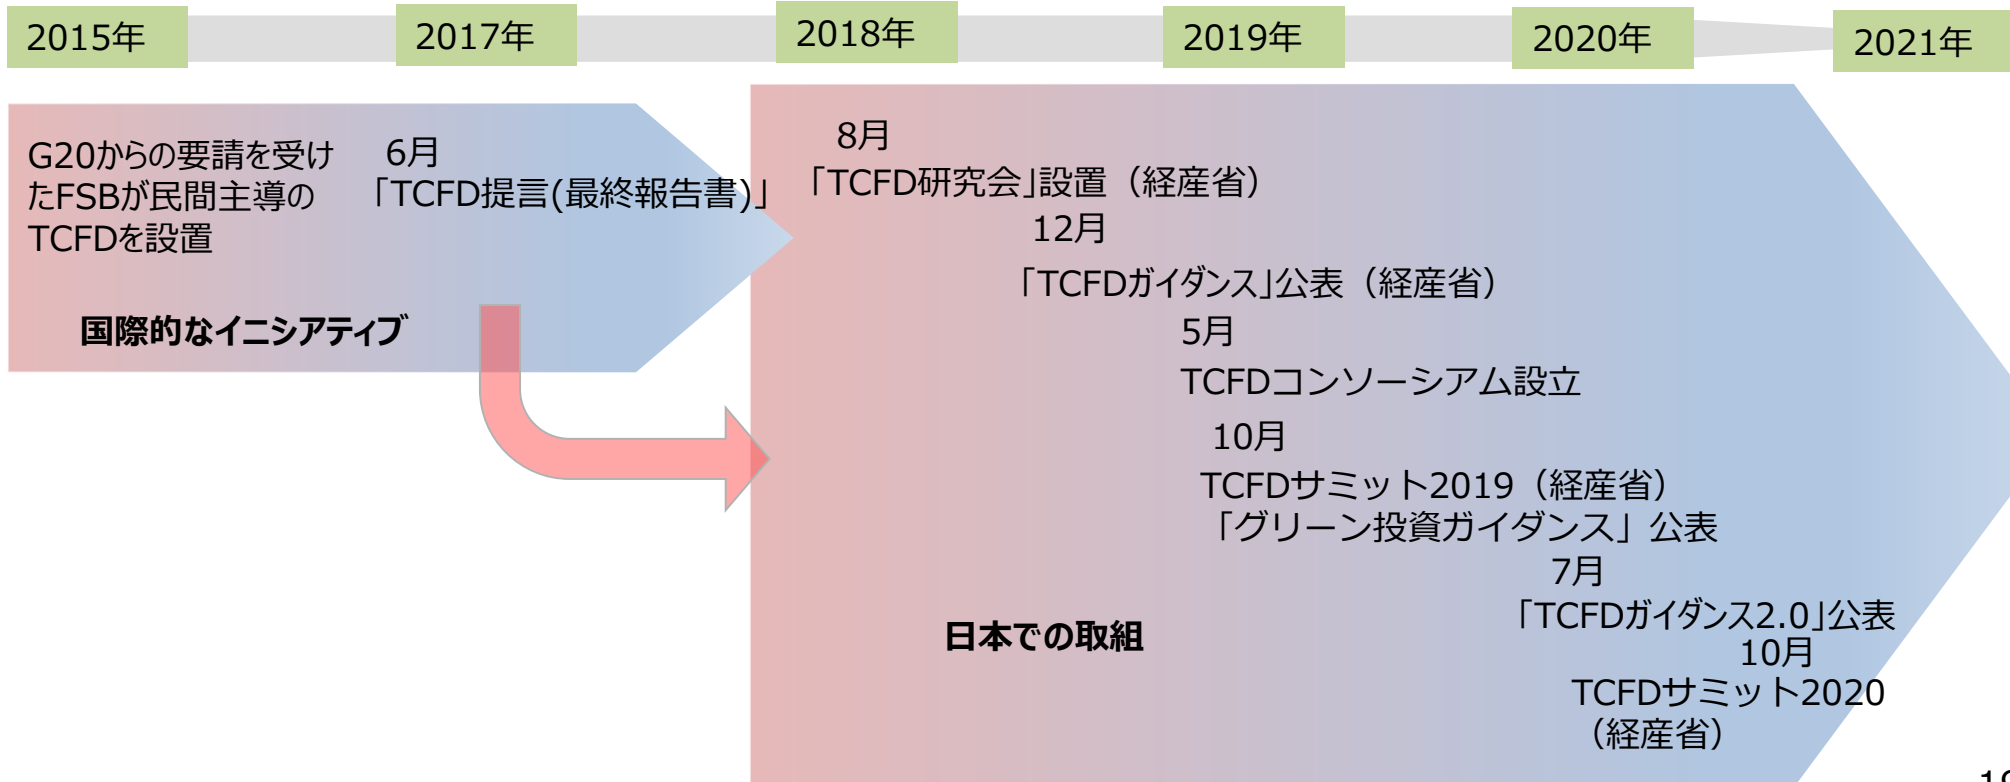 2015年
2017年
2018年
2019年
2020年
2021年
G20からの要請を受け
たFSBが民間主導の
TCFDを設置
6月
「TCFD提言(最終報告書)」
国際的なイニシアティブ
8月
「TCFD研究会」設置（経産省）
12月
「TCFDガイダンス」公表（経産省）
5月
TCFDコンソーシアム設立
10月
TCFDサミット2019（経産省）
「グリーン投資ガイダンス」公表
7月
「TCFDガイダンス2.0」公表
10月
TCFDサミット2020
（経産省）
日本での取組